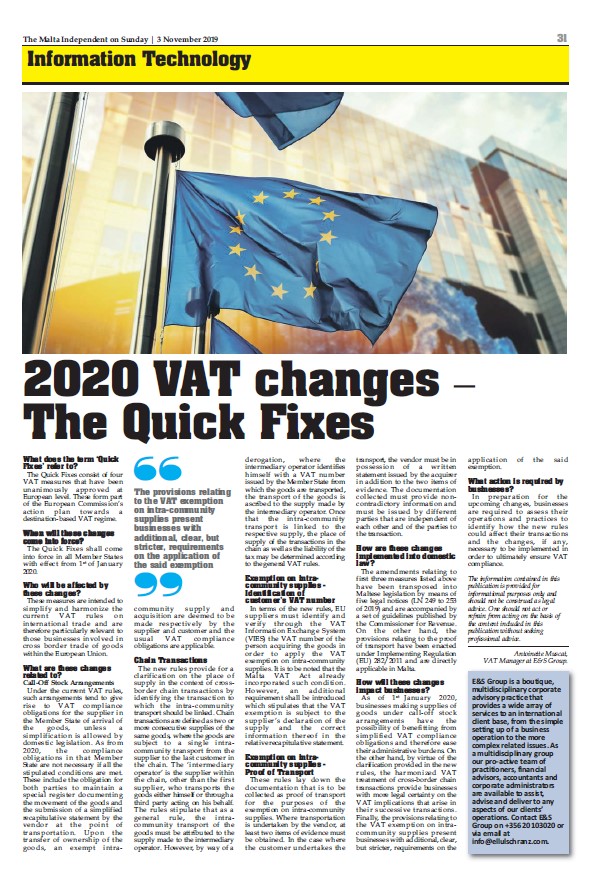 The Malta Independent on Sunday | 3 November 2019
31
Information Technology
2020 VAT changes –
The Quick Fixes
What does the term 'Quick
Fixes' refer to?
The Quick Fixes consist of four
VAT measures that have been
unanimously approved at
European level. These form part
of the European Commission's
action plan towards a
destination-based VAT regime.
When will these changes
come into force?
The Quick Fixes shall come
into force in all Member States
with effect from 1st of January
2020.
Who will be affected by
these changes?
These measures are intended to
simplify and harmonize the
current VAT rules on
international trade and are
therefore particularly relevant to
those businesses involved in
cross border trade of goods
within the European Union.
What are these changes
related to?
Call-Off Stock Arrangements
Under the current VAT rules,
such arrangements tend to give
rise to VAT compliance
obligations for the supplier in
the Member State of arrival of
the goods, unless a
simplification is allowed by
domestic legislation. As from
2020, the compliance
obligations in that Member
State are not necessary if all the
stipulated conditions are met.
These include the obligation for
both parties to maintain a
special register documenting
the movement of the goods and
the submission of a simplified
recapitulative statement by the
vendor at the point of
transportation. Upon the
transfer of ownership of the
goods, an exempt intra-
“
The provisions relating
to the VAT exemption
on intra-community
supplies present
businesses with
additional, clear, but
stricter, requirements
on the application of
the said exemption
”
community supply and
acquisition are deemed to be
made respectively by the
supplier and customer and the
usual VAT compliance
obligations are applicable.
Chain Transactions
The new rules provide for a
clarification on the place of
supply in the context of cross-
border chain transactions by
identifying the transaction to
which the intra-community
transport should be linked. Chain
transactions are defined as two or
more consecutive supplies of the
same goods, where the goods are
subject to a single intra-
community transport from the
supplier to the last customer in
the chain. The 'intermediary
operator' is the supplier within
the chain, other than the first
supplier, who transports the
goods either himself or through a
third party acting on his behalf.
The rules stipulate that as a
general rule, the intra-
community transport of the
goods must be attributed to the
supply made to the intermediary
operator. However, by way of a
derogation, where the
intermediary operator identifies
himself with a VAT number
issued by the Member State from
which the goods are transported,
the transport of the goods is
ascribed to the supply made by
the intermediary operator. Once
that the intra-community
transport is linked to the
respective supply, the place of
supply of the transactions in the
chain as well as the liability of the
tax may be determined according
to the general VAT rules.
Exemption on Intra-
community supplies -
Identification of
customer's VAT number
In terms of the new rules, EU
suppliers must identify and
verify through the VAT
Information Exchange System
(VIES) the VAT number of the
person acquiring the goods in
order to apply the VAT
exemption on intra-community
supplies. It is to be noted that the
Malta VAT Act already
incorporated such condition.
However, an additional
requirement shall be introduced
which stipulates that the VAT
exemption is subject to the
supplier's declaration of the
supply and the correct
information thereof in the
relative recapitulative statement.
Exemption on Intra-
community supplies -
Proof of Transport
These rules lay down the
documentation that is to be
collected as proof of transport
for the purposes of the
exemption on intra-community
supplies. Where transportation
is undertaken by the vendor, at
least two items of evidence must
be obtained. In the case where
the customer undertakes the
transport, the vendor must be in
possession of a written
statement issued by the acquirer
in addition to the two items of
evidence. The documentation
collected must provide non-
contradictory information and
must be issued by different
parties that are independent of
each other and of the parties to
the transaction.
How are these changes
implemented into domestic
law?
The amendments relating to
first three measures listed above
have been transposed into
Maltese legislation by means of
five legal notices (LN 249 to 253
of 2019) and are accompanied by
a set of guidelines published by
the Commissioner for Revenue.
On the other hand, the
provisions relating to the proof
of transport have been enacted
under Implementing Regulation
(EU) 282/2011 and are directly
applicable in Malta.
How will these changes
impact businesses?
As of 1st January 2020,
businesses making supplies of
goods under call-off stock
arrangements have the
possibility of benefiting from
simplified VAT compliance
obligations and therefore ease
their administrative burdens. On
the other hand, by virtue of the
clarification provided in the new
rules, the harmonized VAT
treatment of cross-border chain
transactions provide businesses
with more legal certainty on the
VAT implications that arise in
their successive transactions.
Finally, the provisions relating to
the VAT exemption on intra-
community supplies present
businesses with additional, clear,
but stricter, requirements on the
application of the said
exemption.
What action is required by
businesses?
In preparation for the
upcoming changes, businesses
are required to assess their
operations and practices to
identify how the new rules
could affect their transactions
and the changes, if any,
necessary to be implemented in
order to ultimately ensure VAT
compliance.
The information contained in this
publication is provided for
informational purposes only and
should not be construed as legal
advice. One should not act or
refrain from acting on the basis of
the content included in this
publication without seeking
professional advice.
Antoinette Muscat,
VAT Manager at E&S Group.
E&S Group is a boutique,
multidisciplinary corporate
advisory practice that
provides a wide array of
services to an international
client base, from the simple
setting up of a business
operation to the more
complex related issues. As
a multidisciplinary group
our pro-active team of
practitioners, financial
advisors, accountants and
corporate administrators
are available to assist,
advise and deliver to any
aspects of our clients'
operations. Contact E&S
Group on +356 20 103020 or
via email at
info@ellulschranz.com.